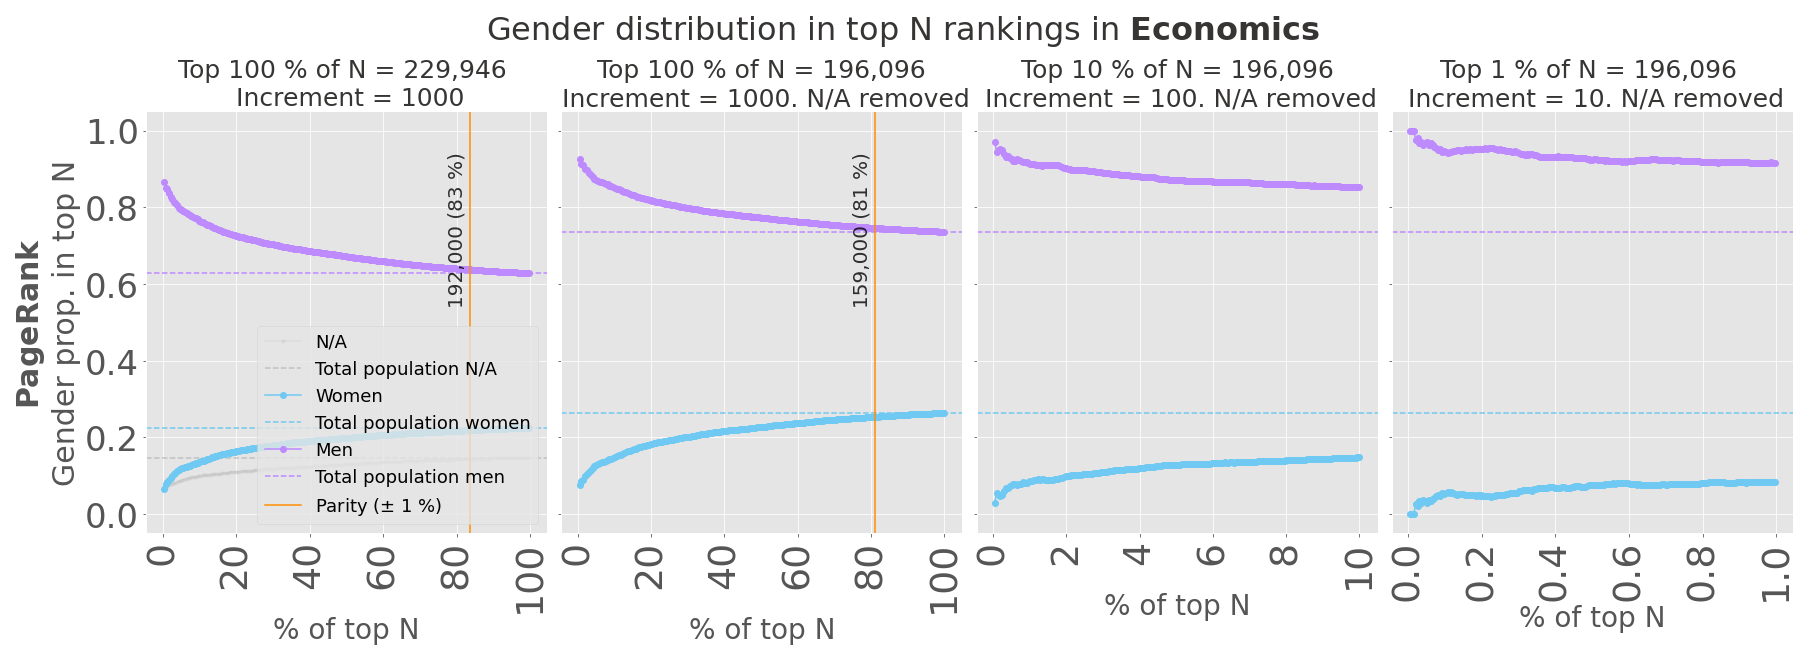 Gender distribution in top N rankings in Economics
Top 100 % of N = 229,946
Increment = 1000
Top 100 % of N = 196,096
Increment = 1000. N/A removed
Top 10 % of N = 196,096
Increment = 100. N/A removed
Top 1 % of N = 196,096
Increment = 10. N/A removed
PageRank
Gender prop. in top N
1.0
0.8
0.6
0.4
0.2
0.0
192,000 (83 %)
N/A
Total population N/A
Women
Total population women
Men
Total population men
Parity (± 1 %)
0 20 40 60 80 100
% of top N
159,000 (81 %)
0 20 40 60 80 100
% of top N
0 2 4 6 8 10
% of top N
0.0 0.2 0.4 0.6 0.8 1.0
% of top N